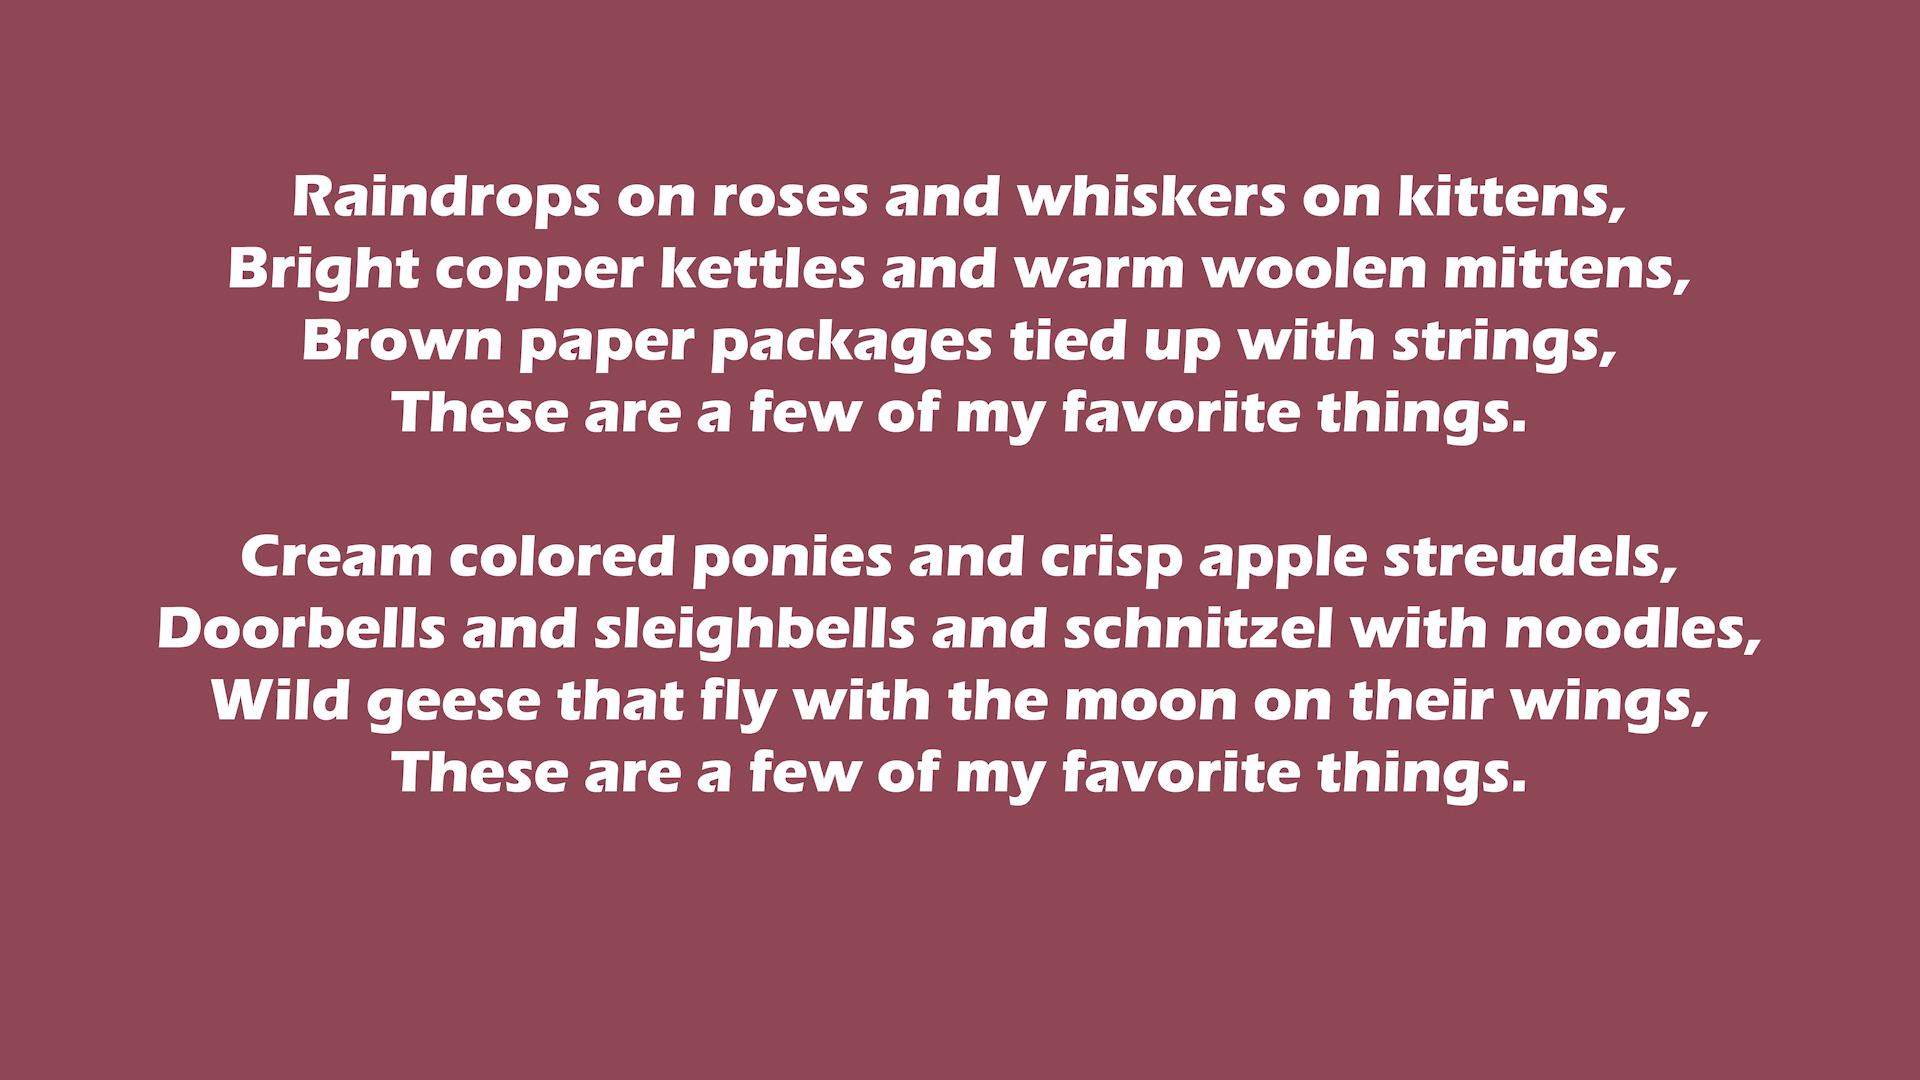 Raindrops on roses and whiskers on kittens,
Bright copper kettles and warm woolen mittens,
Brown paper packages tied up with strings,
These are a few of my favorite things.

Cream colored ponies and crisp apple streudels,
Doorbells and sleighbells and schnitzel with noodles,
Wild geese that fly with the moon on their wings,
These are a few of my favorite things.